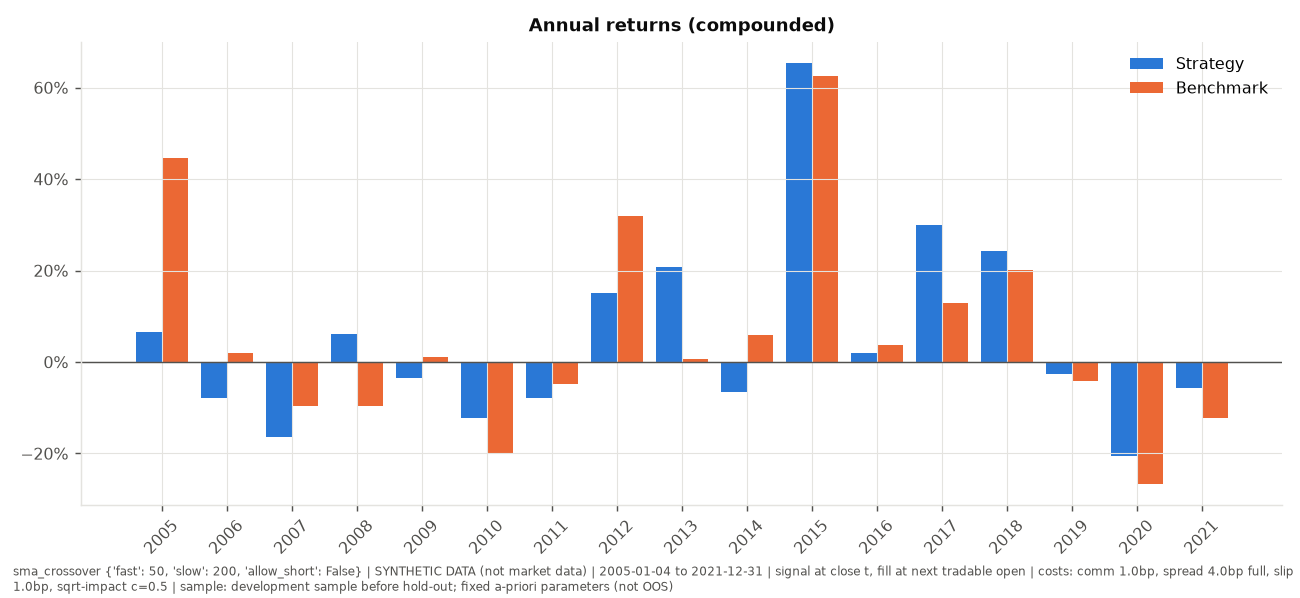 Annual returns (compounded)
Strategy
Benchmark
60%
40%
20%
0%
−20%
2005 2006 2007 2008 2009 2010 2011 2012 2013 2014 2015 2016 2017 2018 2019 2020 2021
sma_crossover {'fast': 50, 'slow': 200, 'allow_short': False} | SYNTHETIC DATA (not market data) | 2005-01-04 to 2021-12-31 | signal at close t, fill at next tradable open | costs: comm 1.0bp, spread 4.0bp full, slip
1.0bp, sqrt-impact c=0.5 | sample: development sample before hold-out; fixed a-priori parameters (not OOS)